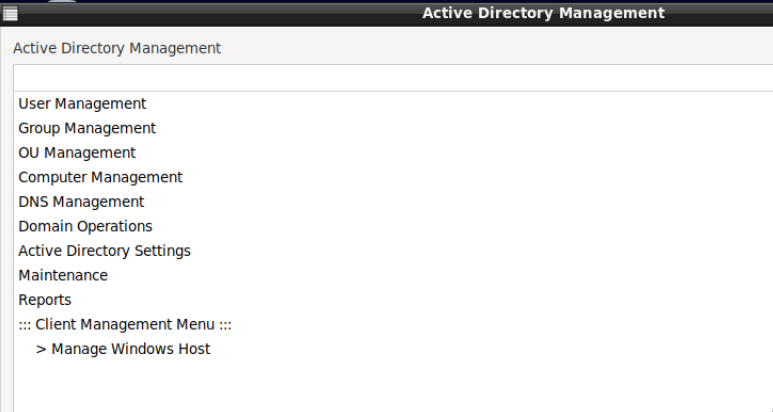 Active Directory Management
Active Directory Management
User Management
Group Management
OU Management
Computer Management
DNS Management
Domain Operations
Active Directory Settings
Maintenance
Reports
::: Client Management Menu :::
> Manage Windows Host